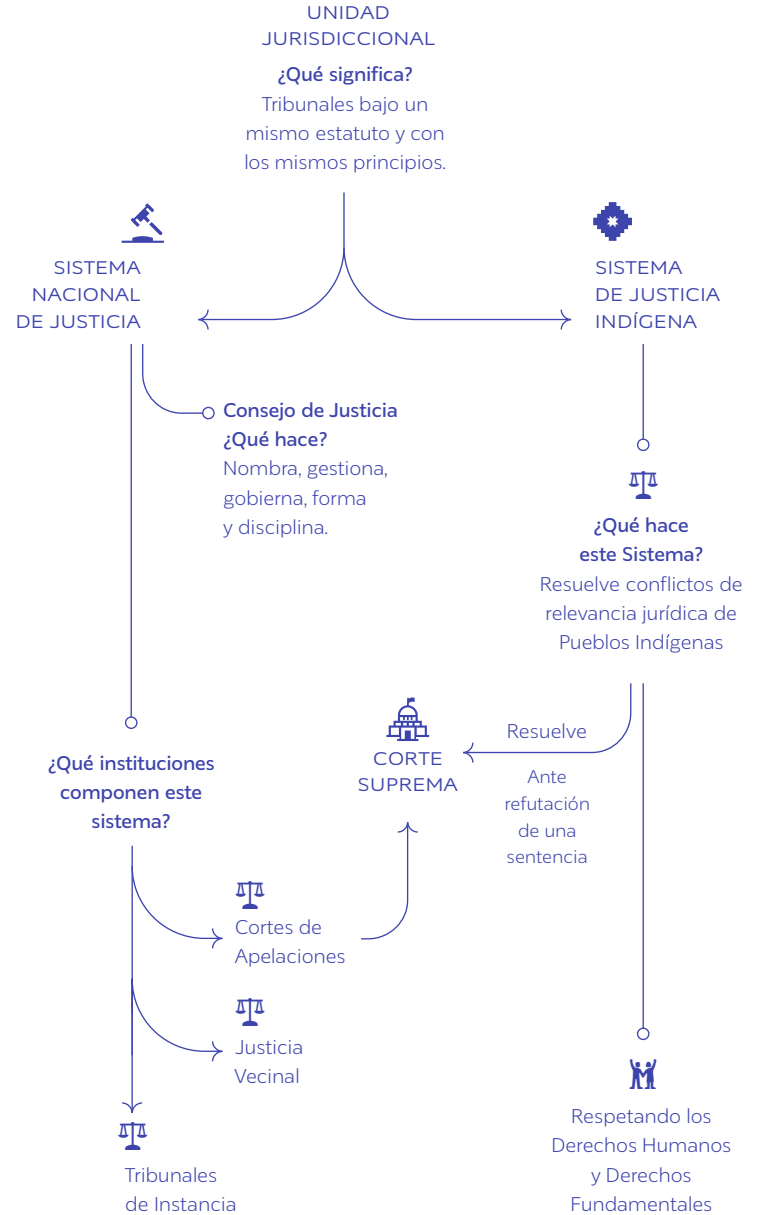 UNIDAD
JURISDICCIONAL
¿Qué significa?
Tribunales bajo un
mismo estatuto y con
los mismos principios.
SISTEMA
NACIONAL
DE JUSTICIA
SISTEMA
DE JUSTICIA
INDÍGENA
Consejo de Justicia
¿Qué hace?
Nombra, gestiona,
gobierna, forma
y disciplina.
¿Qué hace
este Sistema?
Resuelve conflictos de
relevancia jurídica de
Pueblos Indígenas
CORTE
SUPREMA
Resuelve
Ante
refutación
de una
sentencia
¿Qué instituciones
componen este
sistema?
Cortes de
Apelaciones
Justicia
Vecinal
Tribunales
de Instancia
Respetando los
Derechos Humanos
y Derechos
Fundamentales